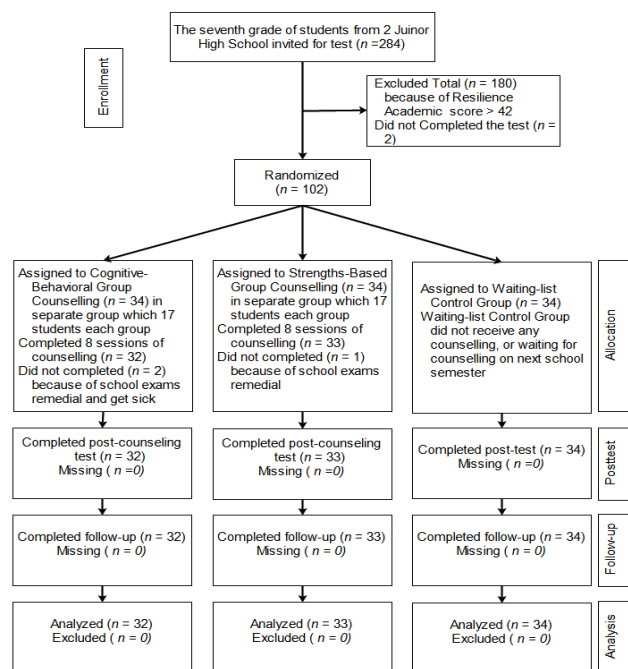 The seventh grade of students from 2 Juinor
High School invited for test (n =284)
Enrollment
Excluded Total (n = 180)
because of Resilience
Academic score > 42
Did not Completed the test (n =
2)
Randomized
(n = 102)
Assigned to Cognitive-
Behavioral Group
Counselling (n = 34) in
separate group which 17
students each group
Completed 8 sessions of
counselling (n = 32)
Did not completed (n = 2)
because of school exams
remedial and get sick
Assigned to Strengths-Based
Group Counselling (n = 34)
in separate group which 17
students each group
Completed 8 sessions of
counselling (n = 33)
Did not completed (n = 1)
because of school exams
remedial
Assigned to Waiting-list
Control Group (n = 34)
Waiting-list Control Group
did not receive any
counselling, or waiting for
counselling on next school
semester
Allocation
Completed post-counseling
test (n = 32)
Missing ( n =0)
Completed post-counseling
test (n = 33)
Missing ( n =0)
Completed post-test (n = 34)
Missing ( n =0)
Posttest
Completed follow-up (n = 32)
Missing ( n = 0)
Completed follow-up (n = 33)
Missing ( n = 0)
Completed follow-up (n = 34)
Missing ( n = 0)
Follow-up
Analyzed (n = 32)
Excluded ( n = 0)
Analyzed (n = 33)
Excluded ( n = 0)
Analyzed (n = 34)
Excluded ( n = 0)
Analysis